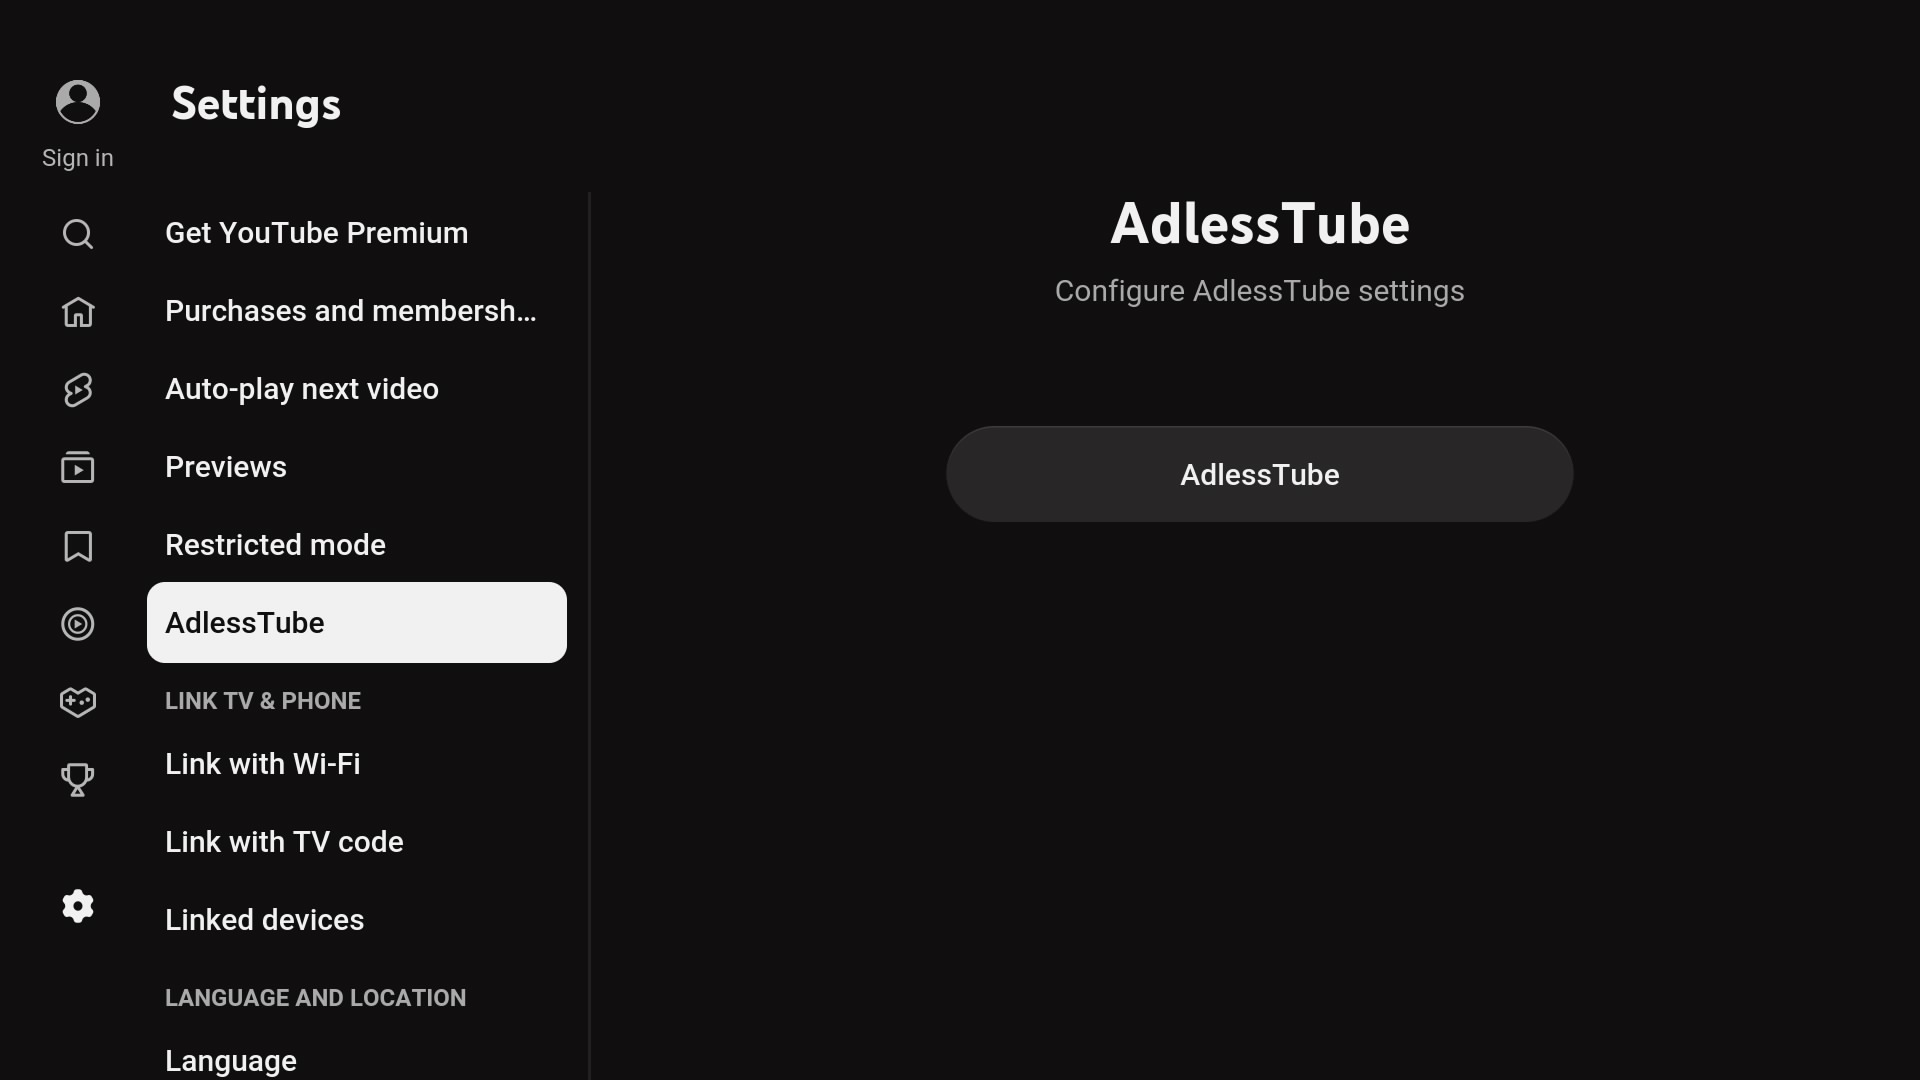 Settings
Sign in
Get YouTube Premium
Purchases and membersh...
Auto-play next video
Previews
Restricted mode
AdlessTube
LINK TV & PHONE
Link with Wi-Fi
Link with TV code
Linked devices
LANGUAGE AND LOCATION
Language
AdlessTube
Configure AdlessTube settings
AdlessTube